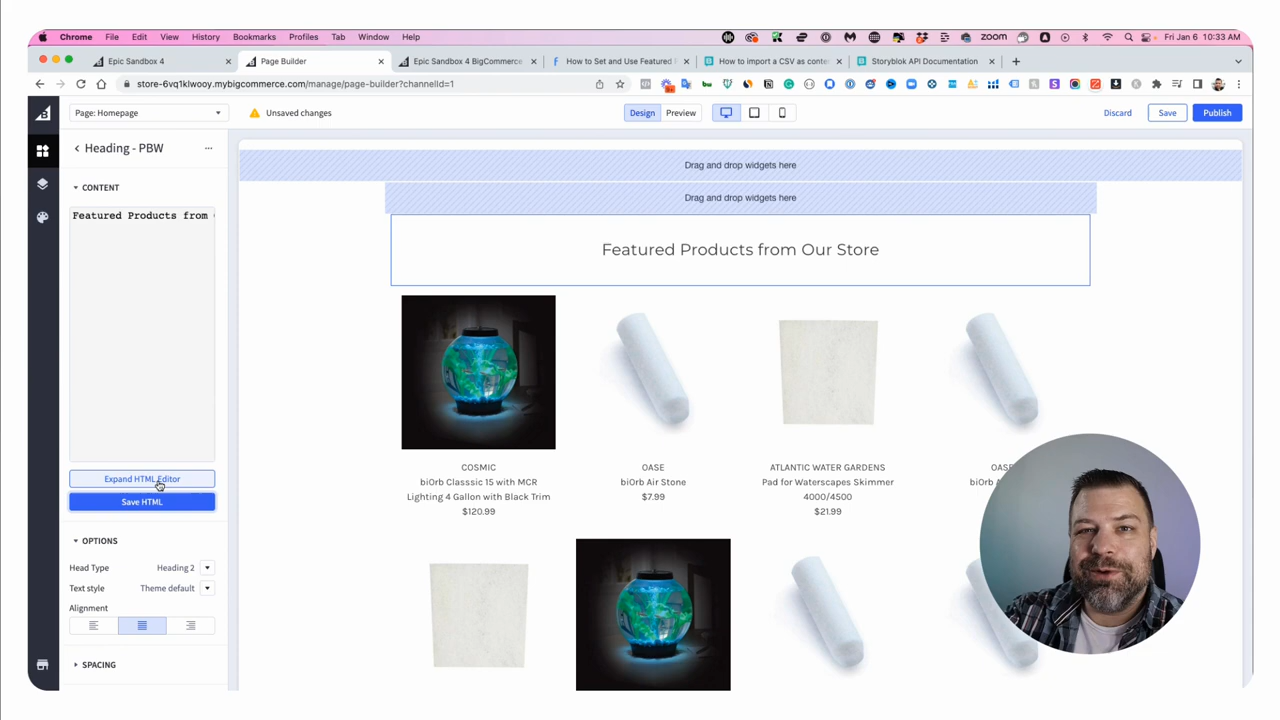 Chrome File Edit View History Bookmarks Profiles Tab Window Help zoom Fri Jan 6 10:33 AM
Epic Sandbox 4 Page Builder Epic Sandbox 4 BigCommerce How to Set and Use Featured How to import a CSV as conten Storyblok API Documentation
store-6vq1klwooy.mybigcommerce.com/manage/page-builder?channelId=1
Page: Homepage Unsaved changes Design Preview Discard Save Publish
Heading - PBW
CONTENT
Featured Products from
Expand HTML Editor
Save HTML
OPTIONS
Head Type Heading 2
Text style Theme default
Alignment
SPACING
Drag and drop widgets here
Drag and drop widgets here
Featured Products from Our Store
COSMIC
biOrb Classsic 15 with MCR
Lighting 4 Gallon with Black Trim
$120.99
OASE
biOrb Air Stone
$7.99
ATLANTIC WATER GARDENS
Pad for Waterscapes Skimmer
4000/4500
$21.99
OAS
biOrb A